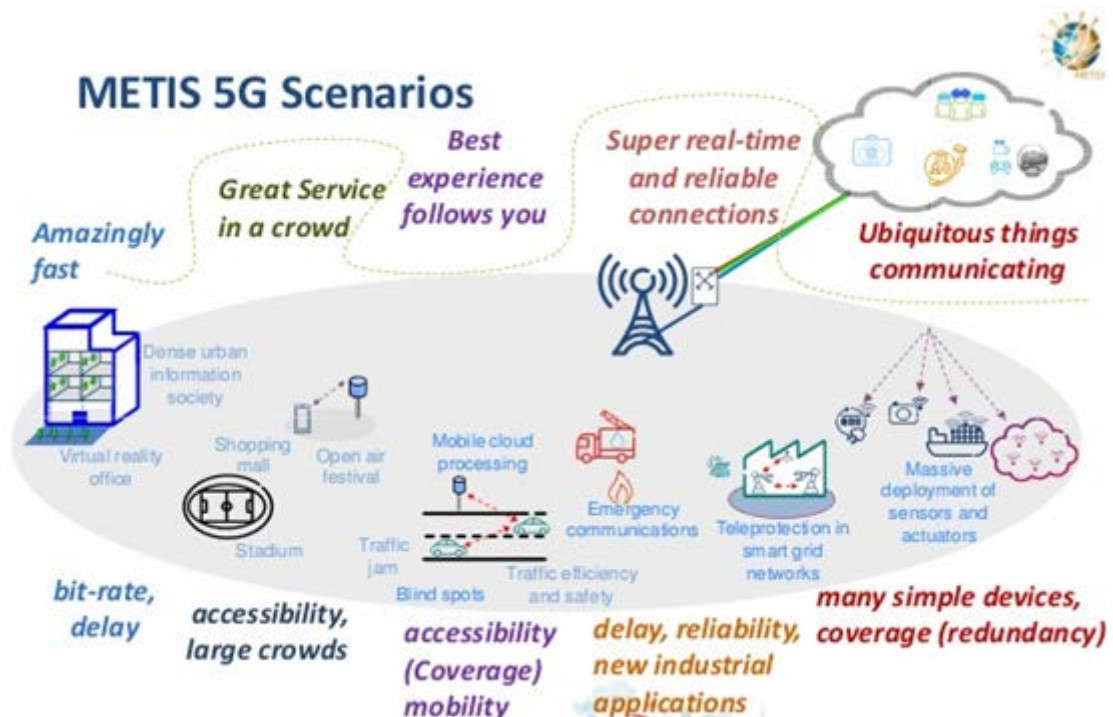 METIS
METIS 5G Scenarios
Amazingly
fast
Great Service
in a crowd
Best
experience
follows you
Super real-time
and reliable
connections
Ubiquitous things
communicating
Dense urban
information
society
Virtual reality
office
Shopping
mall
Open air
festival
Stadium
Mobile cloud
processing
Traffic
jam
Blind spots
Traffic efficiency
and safety
Emergency
communications
Teleprotection in
smart grid
networks
Massive
deployment of
sensors and
actuators
bit-rate,
delay
accessibility,
large crowds
accessibility
(Coverage)
mobility
delay, reliability,
new industrial
applications
many simple devices,
coverage (redundancy)